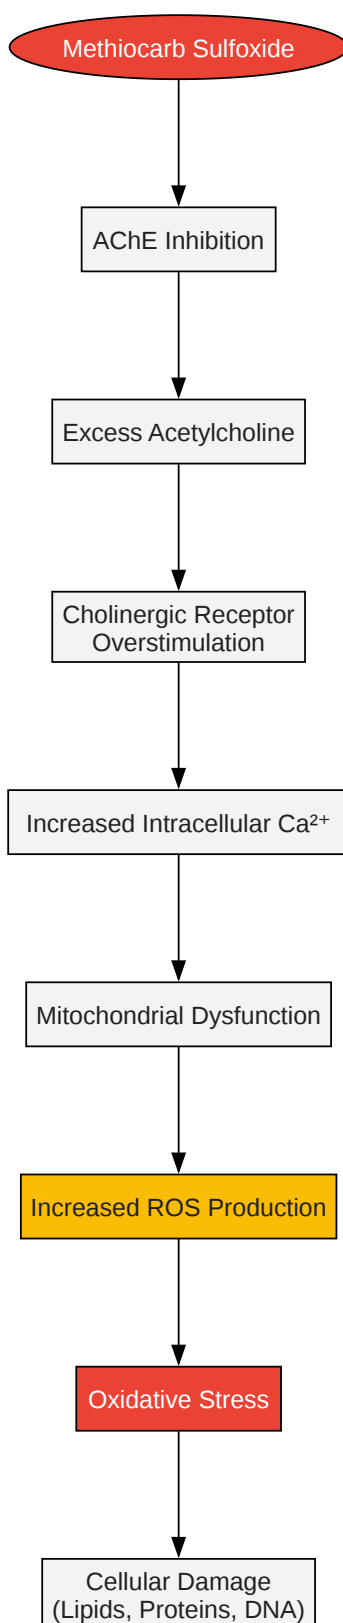 Methiocarb Sulfoxide
AChE Inhibition
Excess Acetylcholine
Cholinergic Receptor
Overstimulation
Increased Intracellular Ca²⁺
Mitochondrial Dysfunction
Increased ROS Production
Oxidative Stress
Cellular Damage
(Lipids, Proteins, DNA)